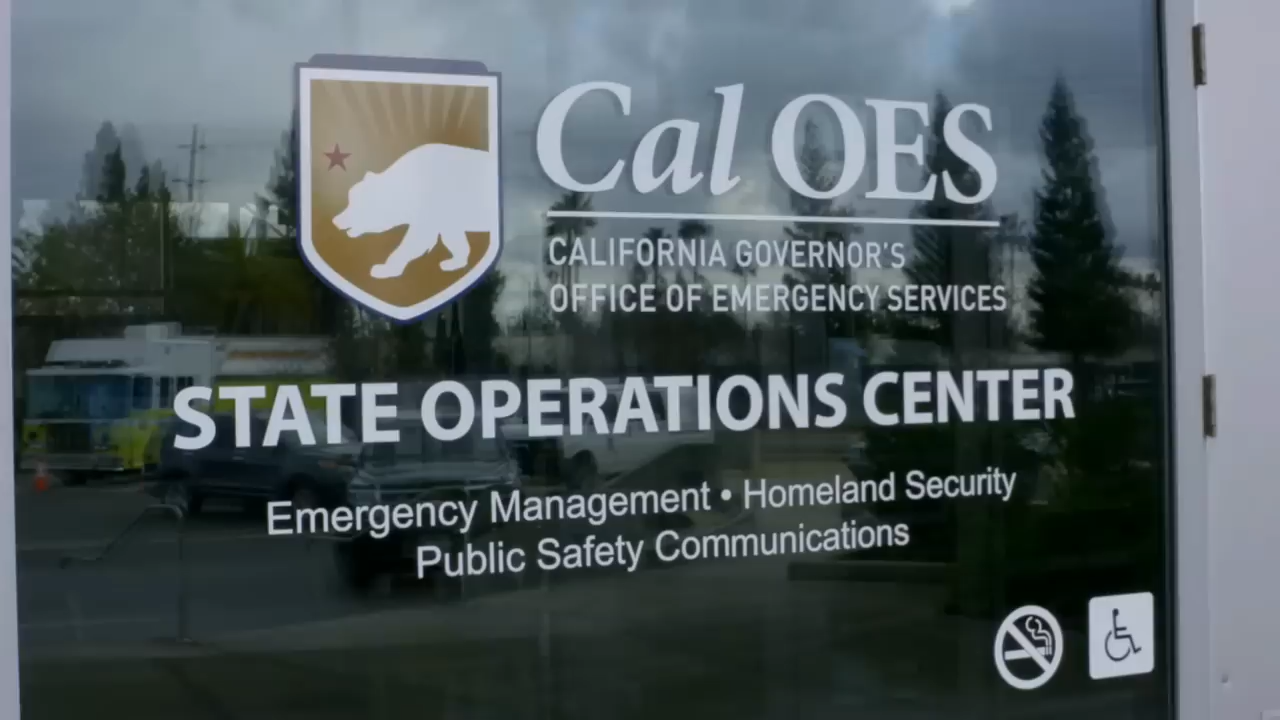 Cal OES
CALIFORNIA GOVERNOR'S
OFFICE OF EMERGENCY SERVICES
STATE OPERATIONS CENTER
Emergency Management • Homeland Security
Public Safety Communications